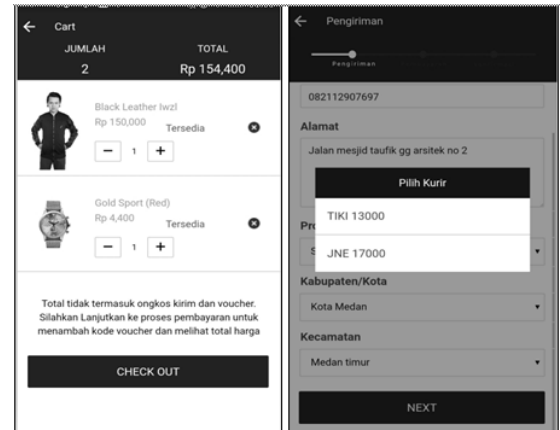 Cart
JUMLAH
TOTAL
2
Rp 154,400
Black Leather lwzl
Rp 150,000
Tersedia
1
Gold Sport (Red)
Rp 4,400
Tersedia
1
Total tidak termasuk ongkos kirim dan voucher.
Silahkan Lanjutkan ke proses pembayaran untuk
menambah kode voucher dan melihat total harga
CHECK OUT
Pengiriman
Pengiriman
082112907697
Alamat
Jalan mesjid taufik gg arsitek no 2
Pilih Kurir
TIKI 13000
JNE 17000
Kabupaten/Kota
Kota Medan
Kecamatan
Medan timur
NEXT